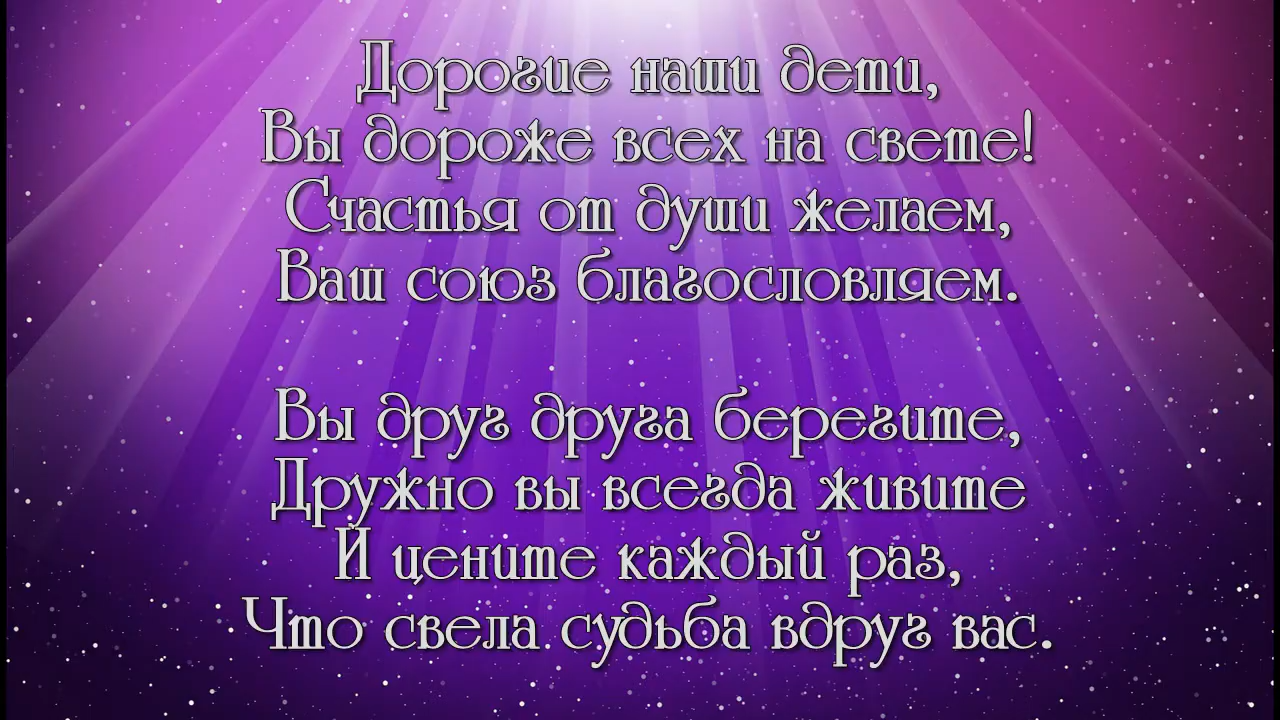 Дорогие наши дети,
Вы дороже всех на свете!
Счастья от души желаем,
Ваш союз благословляем.
Вы друг друга берегите,
Дружно вы всегда живите
И цените каждый раз,
Что свела судьба вдруг вас.